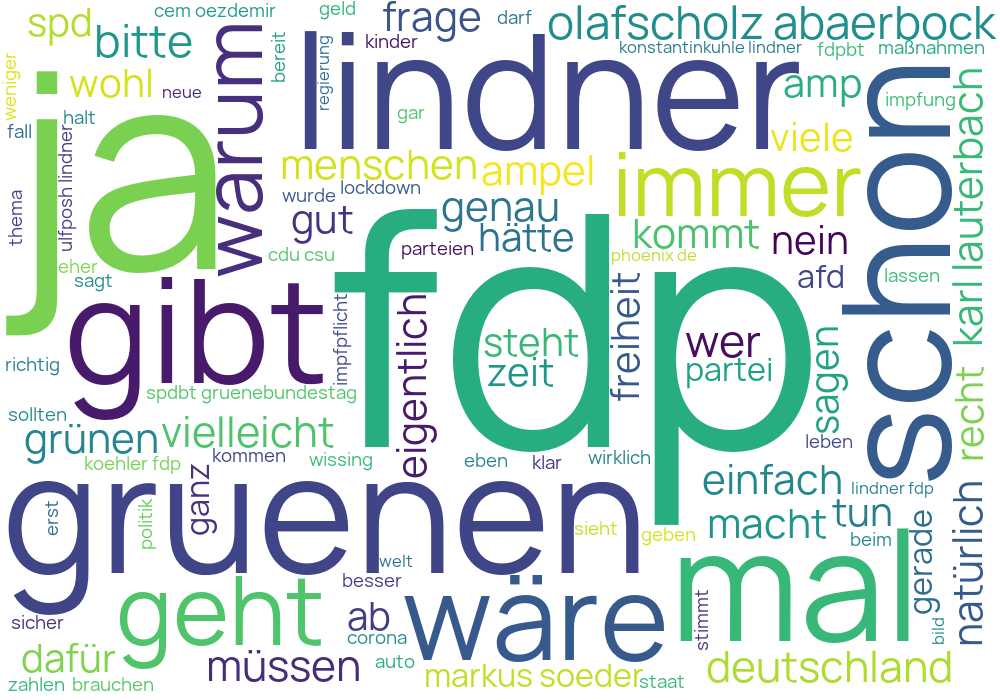 cem oezdemir
geld
frage
darf
olafscholz abaerbock
spd
bitte
warum
bereit
regierung
kinder
lindner
konstantinkuhle lindner
fdpbt
maßnahmen
weniger
wohl
neue
gar
amp
impfung
schon
karl lauterbach
fall
halt
ja
ulfposh lindner
menschen
ampel
viele
immer
thema
wurde
lockdown
gut
genau
hätte
kommt
nein
eher
sagt
cdu csu
parteien
phoenix de
afd
lassen
gibt
impfpflicht
eigentlich
fdp
steht
zeit
freiheit
wer
partei
sagen
recht
richtig
spdbt gruenebundestag
sollten
grünen
vielleicht
leben
koehler fdp
ganz
kommen
wissing
eben
klar
wirklich
einfach
lindner fdp
natürlich
gruenen
erst
politik
sieht
geben
macht
tun
beim
gerade
mal
welt
besser
geht
wäre
stimmt
bild
sicher
ab
corona
dafür
müssen
auto
markus soeder
staat
deutschland
zahlen
brauchen